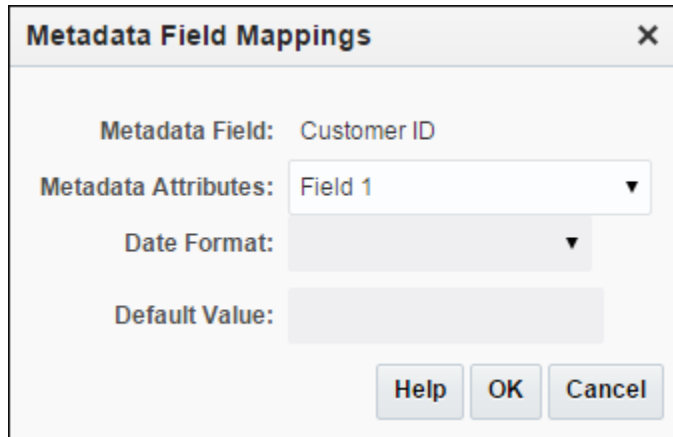 Metadata Field Mappings
Metadata Field: Customer ID
Metadata Attributes: Field 1
Date Format:
Default Value:
Help OK Cancel